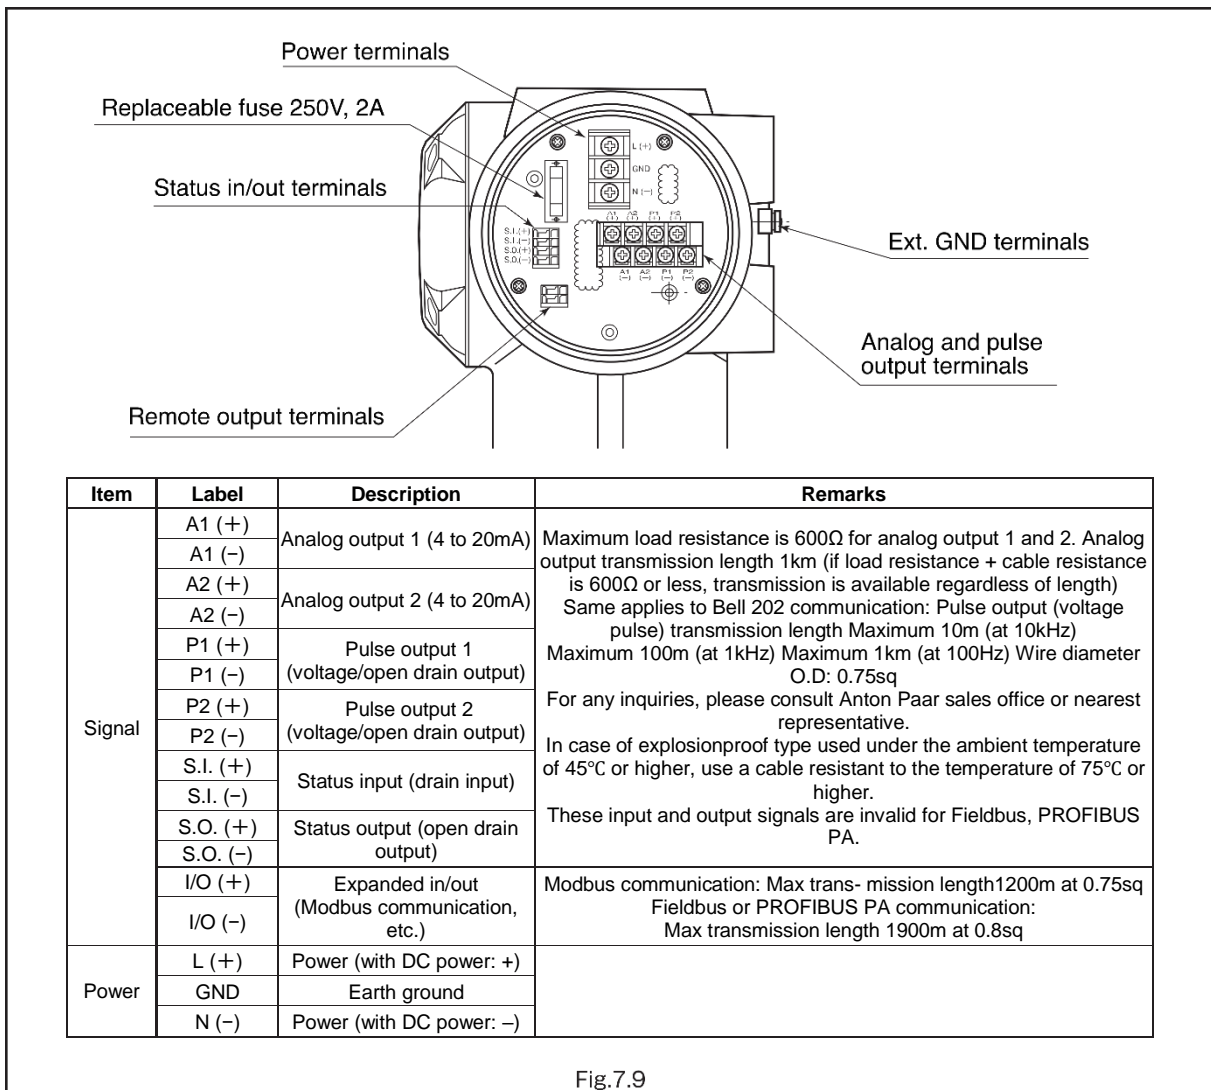 Power terminals
Replaceable fuse 250V, 2A
Status in/out terminals
L (+)
GND
N (−)
A1 A2 P1 P2
(+) (+) (+) (+)
S.I.(+)
S.I.(−)
S.O.(+)
S.O.(−)
A1 A2 P1 P2
(−) (−) (−) (−)
Ext. GND terminals
Analog and pulse
output terminals
Remote output terminals
Item Label Description Remarks
Signal
A1 (+)
A1 (−)
Analog output 1 (4 to 20mA)
A2 (+)
A2 (−)
Analog output 2 (4 to 20mA)
P1 (+)
P1 (−)
Pulse output 1
(voltage/open drain output)
P2 (+)
P2 (−)
Pulse output 2
(voltage/open drain output)
S.I. (+)
S.I. (−)
Status input (drain input)
S.O. (+)
S.O. (−)
Status output (open drain
output)
Maximum load resistance is 600Ω for analog output 1 and 2. Analog
output transmission length 1km (if load resistance + cable resistance
is 600Ω or less, transmission is available regardless of length)
Same applies to Bell 202 communication: Pulse output (voltage
pulse) transmission length Maximum 10m (at 10kHz)
Maximum 100m (at 1kHz) Maximum 1km (at 100Hz) Wire diameter
O.D: 0.75sq
For any inquiries, please consult Anton Paar sales office or nearest
representative.
In case of explosionproof type used under the ambient temperature
of 45℃ or higher, use a cable resistant to the temperature of 75℃ or
higher.
These input and output signals are invalid for Fieldbus, PROFIBUS
PA.
I/O (+)
I/O (−)
Expanded in/out
(Modbus communication,
etc.)
Modbus communication: Max trans- mission length1200m at 0.75sq
Fieldbus or PROFIBUS PA communication:
Max transmission length 1900m at 0.8sq
Power
L (+) Power (with DC power: +)
GND Earth ground
N (−) Power (with DC power: –)
Fig.7.9